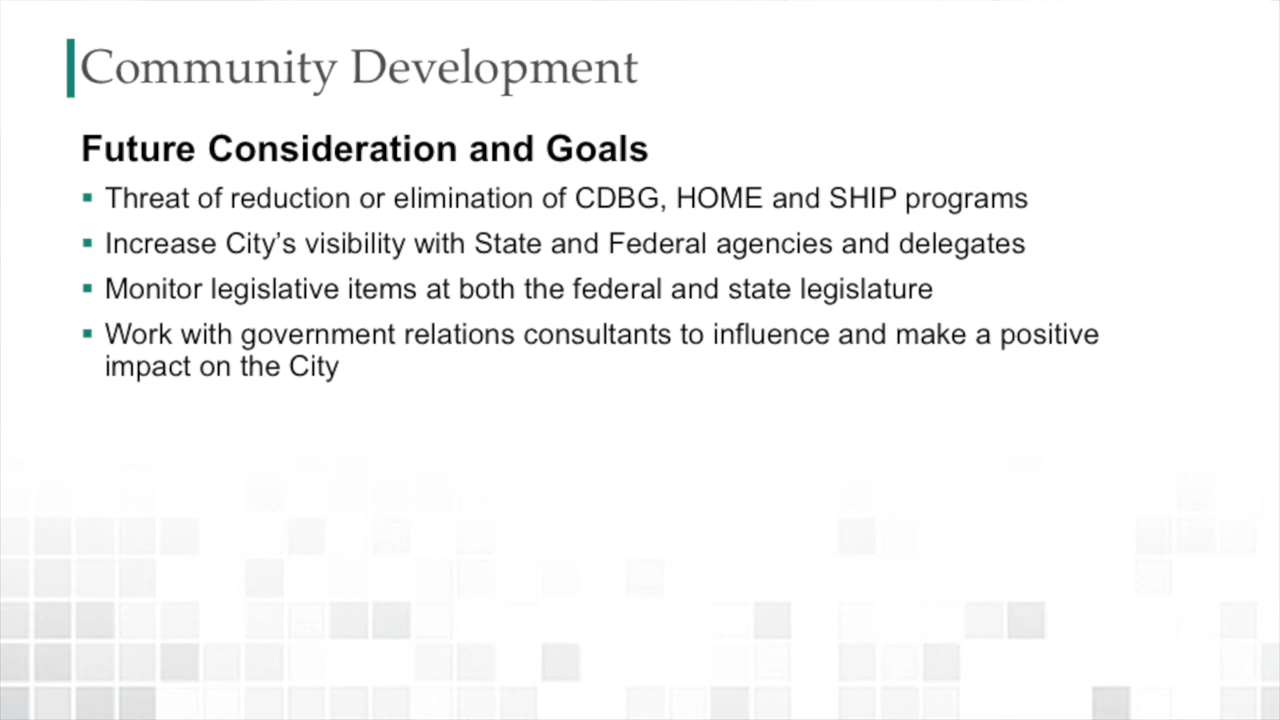 Community Development
Future Consideration and Goals
▪ Threat of reduction or elimination of CDBG, HOME and SHIP programs
▪ Increase City’s visibility with State and Federal agencies and delegates
▪ Monitor legislative items at both the federal and state legislature
▪ Work with government relations consultants to influence and make a positive
impact on the City